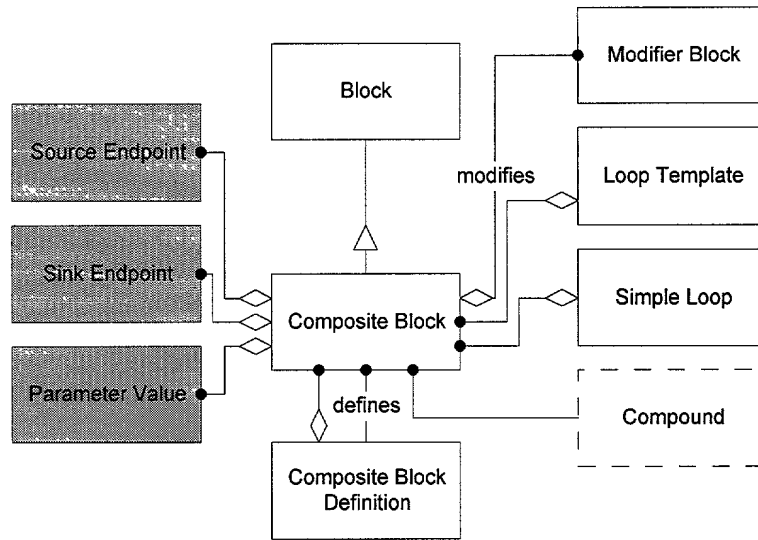 Modifier Block
Block
Source Endpoint
modifies
Loop Template
Sink Endpoint
Composite Block
Simple Loop
Parameter Value
defines
Compound
Composite Block
Definition